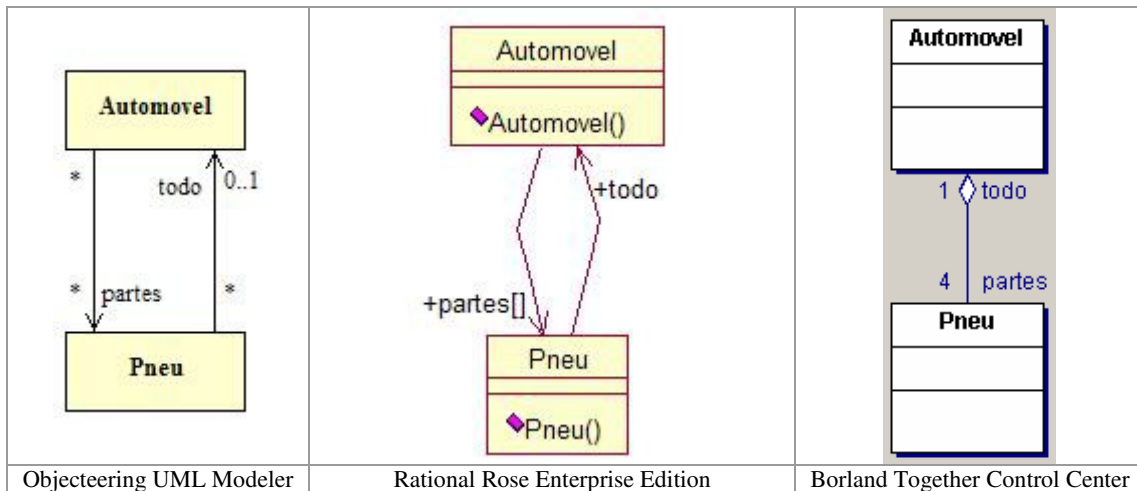 Automovel
*
todo
0..1
*
partes
*
Pneu
Objecteering UML Modeler
Automovel
Automovel()
+todo
+partes[]
Pneu
Pneu()
Rational Rose Enterprise Edition
Automovel
1
todo
4
partes
Pneu
Borland Together Control Center